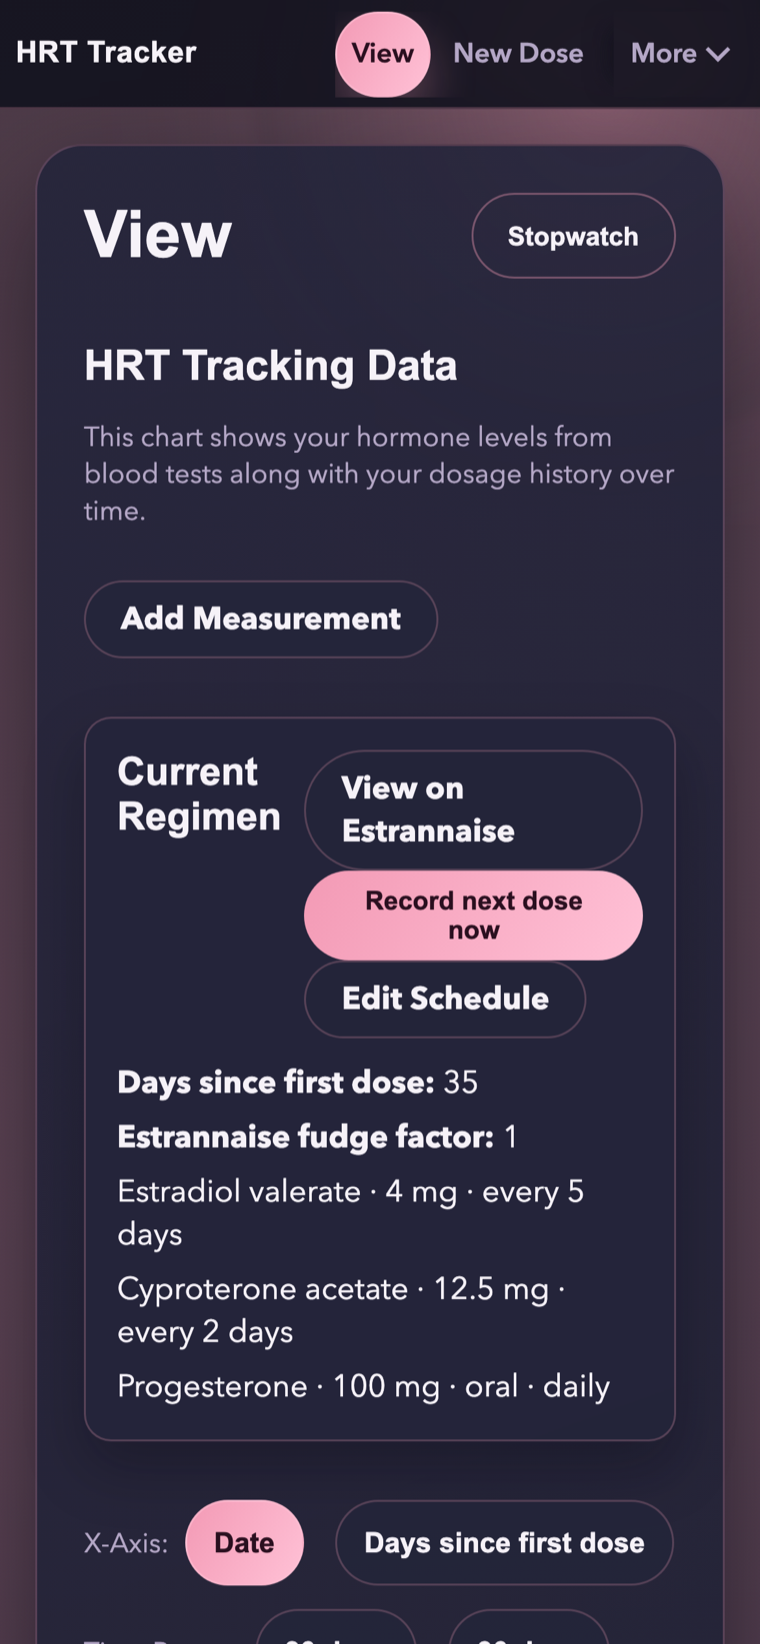 HRT Tracker
View
New Dose
More
View
Stopwatch
HRT Tracking Data
This chart shows your hormone levels from
blood tests along with your dosage history over
time.
Add Measurement
Current
Regimen
View on
Estrannaise
Record next dose
now
Edit Schedule
Days since first dose: 35
Estrannaise fudge factor: 1
Estradiol valerate · 4 mg · every 5
days
Cyproterone acetate · 12.5 mg ·
every 2 days
Progesterone · 100 mg · oral · daily
X-Axis:
Date
Days since first dose